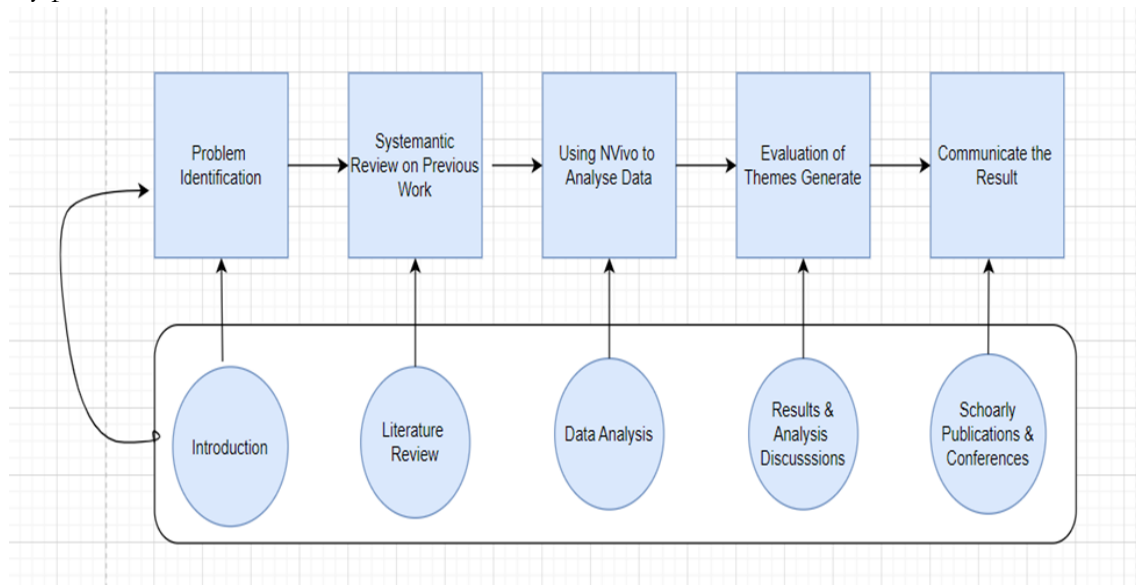 Problem
Identification
Systemantic
Review on Previous
Work
Using NVivo to
Analyse Data
Evaluation of
Themes Generate
Communicate the
Result
Introduction
Literature
Review
Data Analysis
Results &
Analysis
Discusssions
Schoarly
Publications &
Conferences